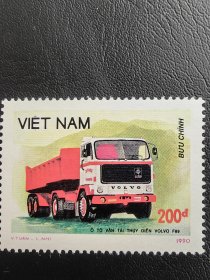 VIỆT NAM
BƯU CHÍNH
VOLVO
200đ
Ô TÔ VẬN TẢI THỤY ĐIỂN VOLVO F89
1990